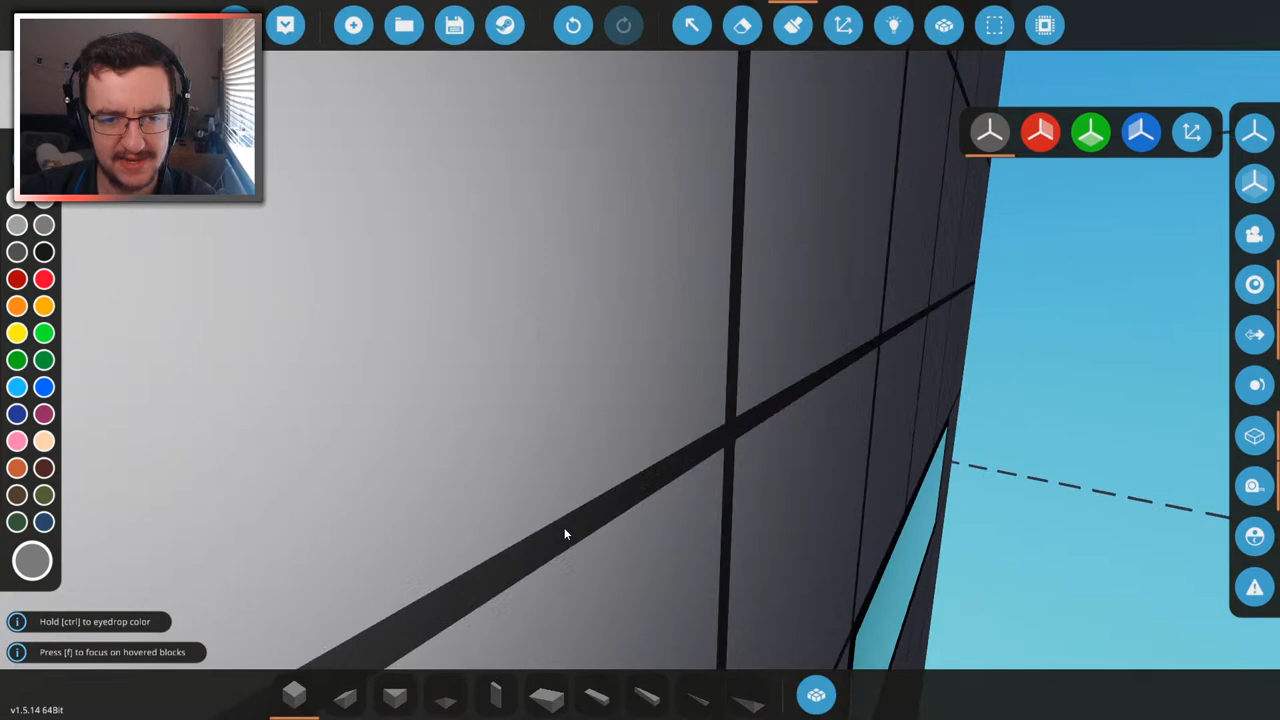 Hold [ctrl] to eyedrop color
Press [f] to focus on hovered blocks
v1.5.14 64Bit